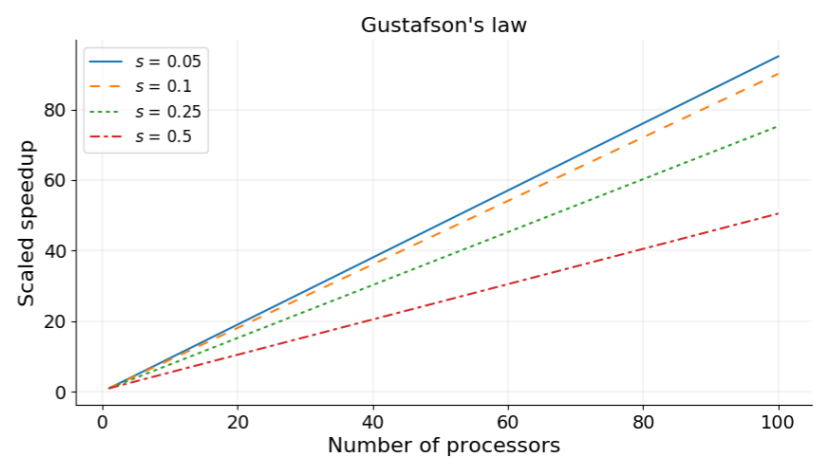 Gustafson's law
s = 0.05
s = 0.1
s = 0.25
s = 0.5
Scaled speedup
80
60
40
20
0
0 20 40 60 80 100
Number of processors